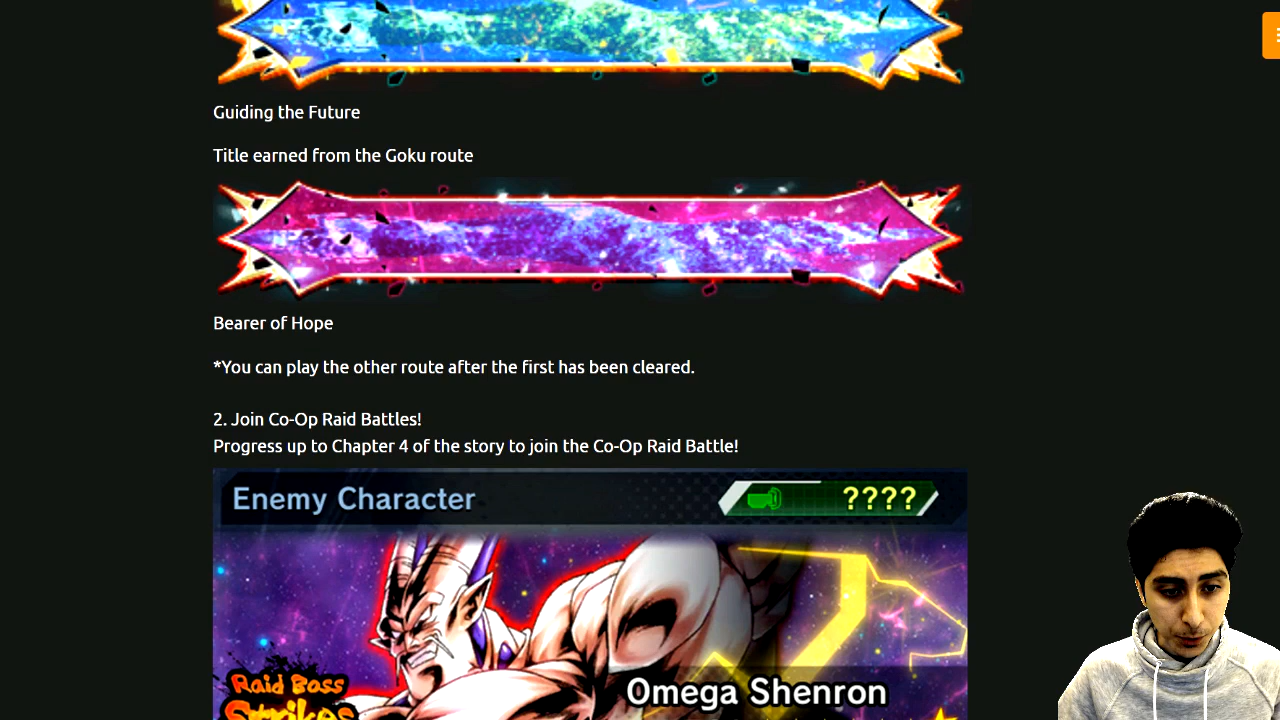 Guiding the Future
Title earned from the Goku route
Bearer of Hope
*You can play the other route after the first has been cleared.
2. Join Co-Op Raid Battles!
Progress up to Chapter 4 of the story to join the Co-Op Raid Battle!
Enemy Character
????
Raid Boss
Strikes
Omega Shenron